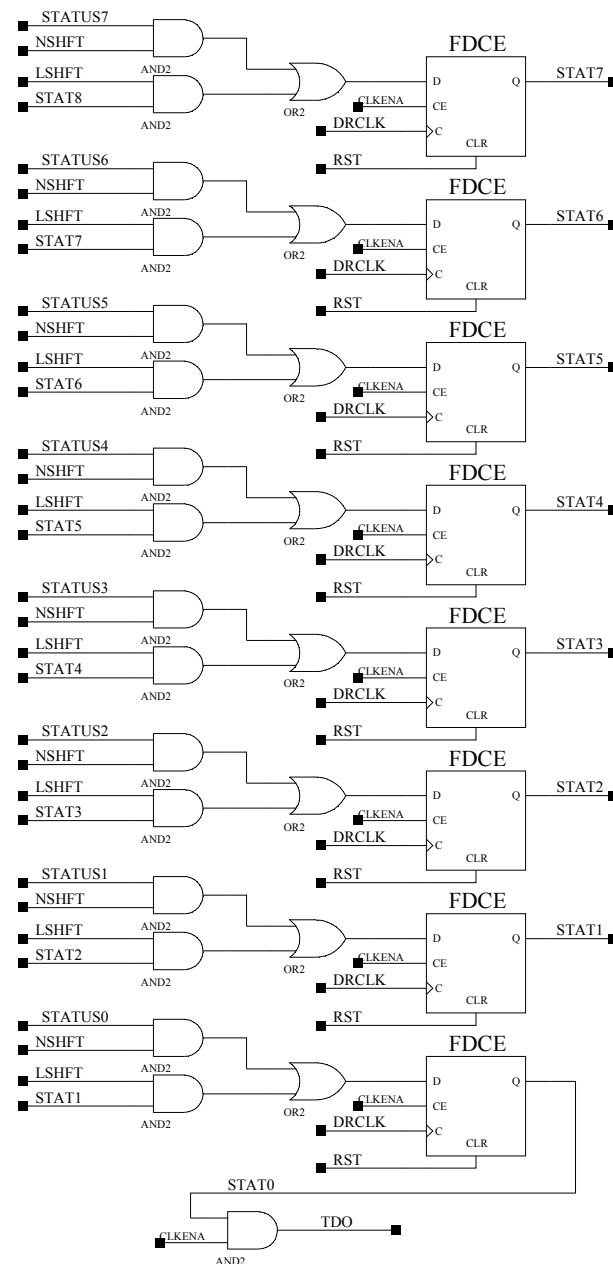 STATUS7
FDCE
NSHFT
AND2
LSHFT
D
Q
STAT7
STAT8
OR2
CLKENA
CE
AND2
DRCLK
C
CLR
RST
STATUS6
FDCE
NSHFT
AND2
LSHFT
D
Q
STAT6
STAT7
OR2
CLKENA
CE
AND2
DRCLK
C
CLR
RST
STATUS5
FDCE
NSHFT
AND2
LSHFT
D
Q
STAT5
STAT6
OR2
CLKENA
CE
AND2
DRCLK
C
CLR
RST
STATUS4
FDCE
NSHFT
AND2
LSHFT
D
Q
STAT4
STAT5
OR2
CLKENA
CE
AND2
DRCLK
C
CLR
RST
STATUS3
FDCE
NSHFT
AND2
LSHFT
D
Q
STAT3
STAT4
OR2
CLKENA
CE
AND2
DRCLK
C
CLR
RST
STATUS2
FDCE
NSHFT
AND2
LSHFT
D
Q
STAT2
STAT3
OR2
CLKENA
CE
AND2
DRCLK
C
CLR
RST
STATUS1
FDCE
NSHFT
AND2
LSHFT
D
Q
STAT1
STAT2
OR2
CLKENA
CE
AND2
DRCLK
C
CLR
RST
STATUS0
FDCE
NSHFT
AND2
LSHFT
D
Q
STAT1
OR2
CLKENA
CE
AND2
DRCLK
C
CLR
RST
STAT0
TDO
CLKENA
AND2